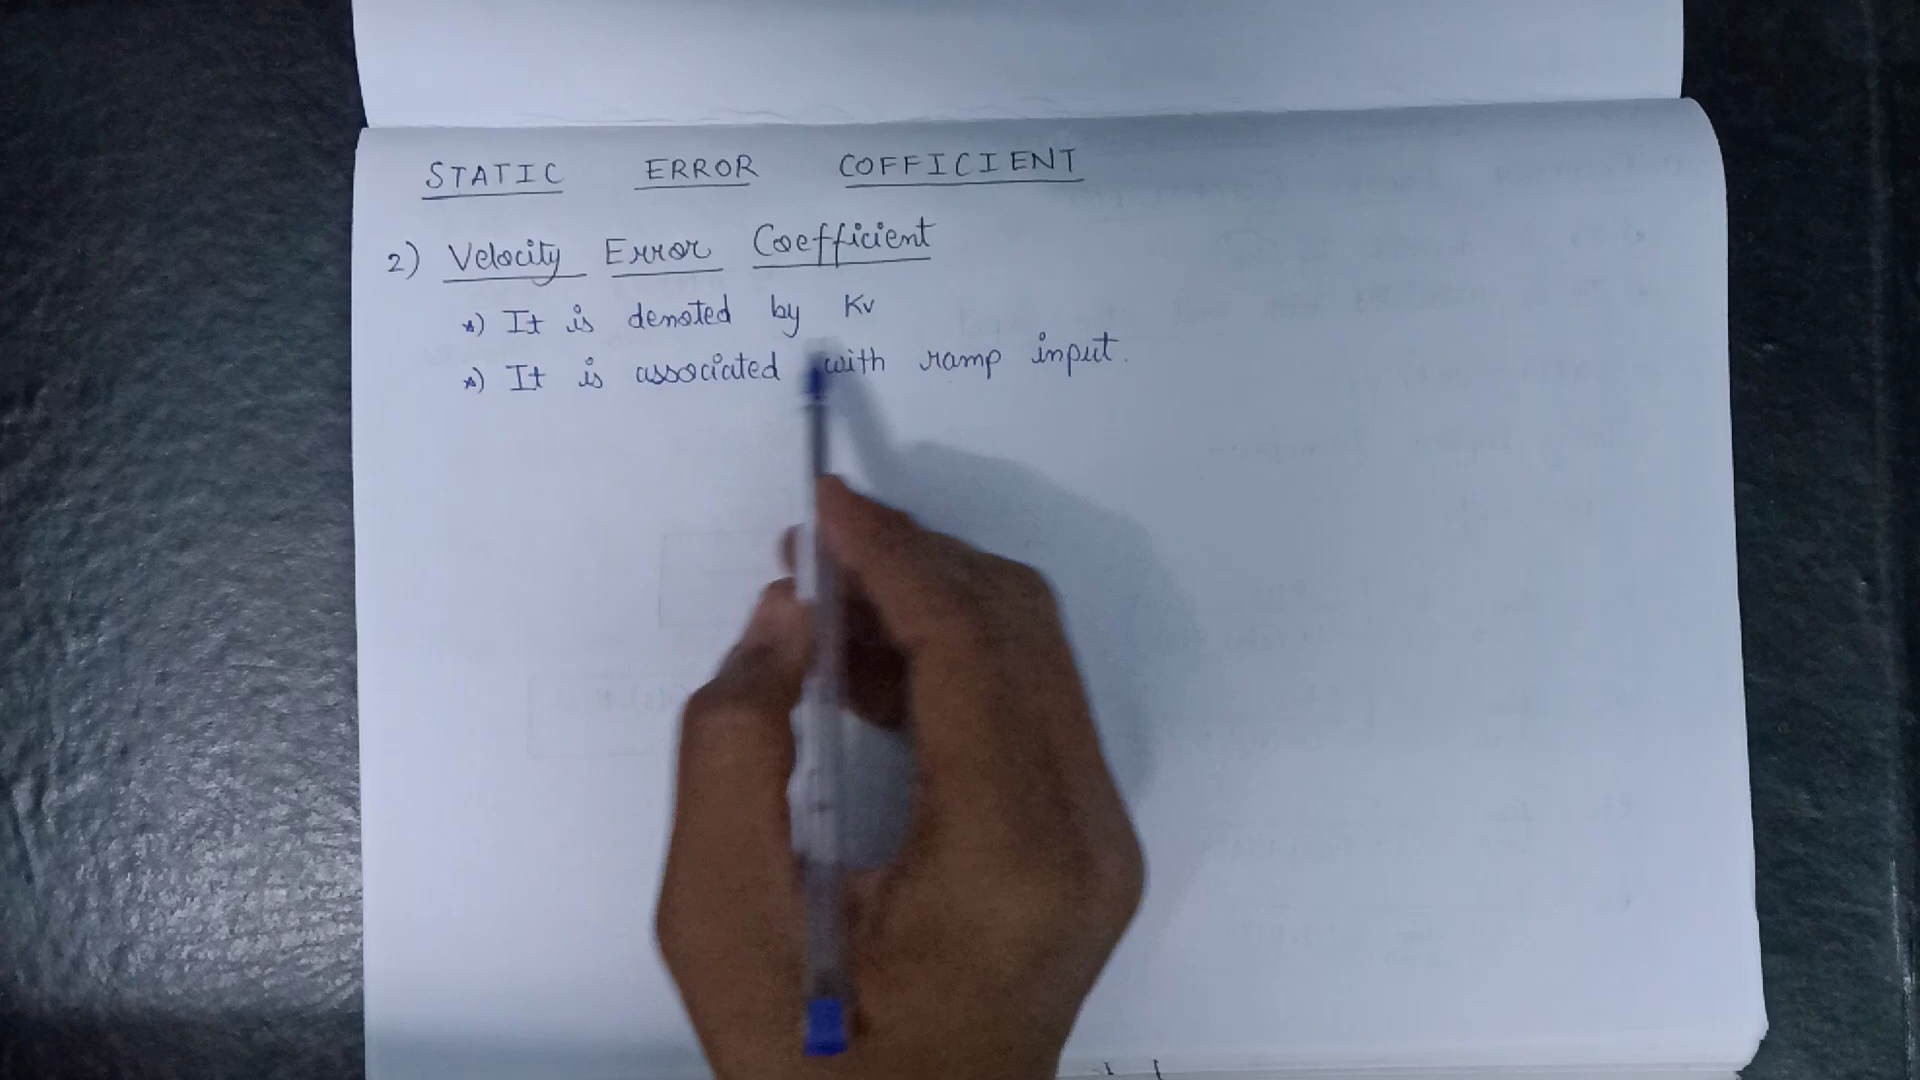 STATIC ERROR COFFICIENT
2) Velocity Error Coefficient
*) It is denoted by Kv
*) It is associated with ramp input.